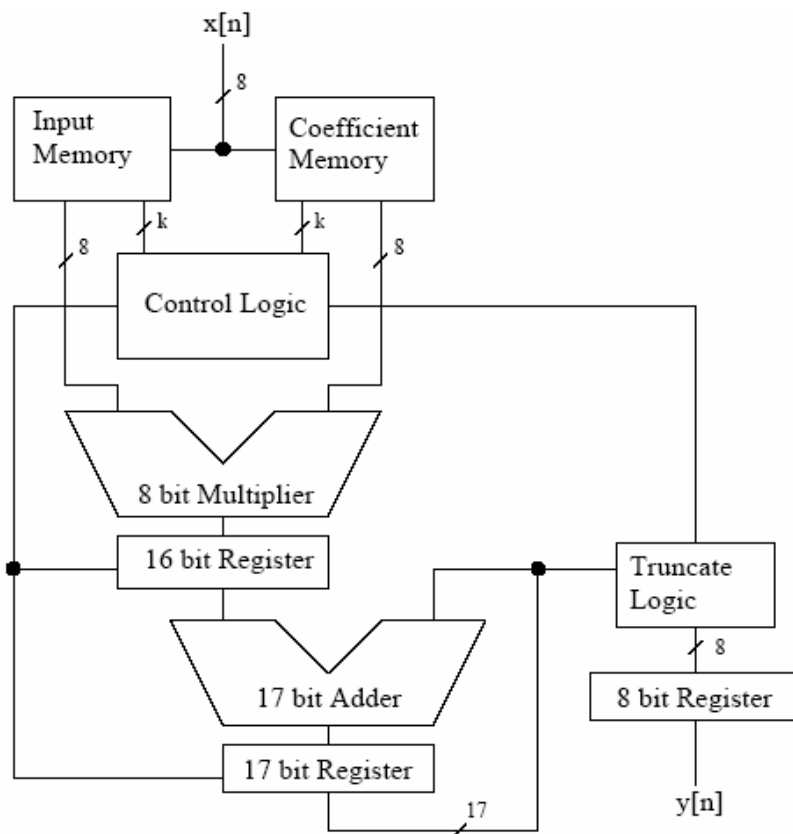 x[n]
8
Input
Memory
Coefficient
Memory
k
k
8
8
Control Logic
8 bit Multiplier
16 bit Register
Truncate
Logic
17 bit Adder
8
8 bit Register
17 bit Register
17
y[n]